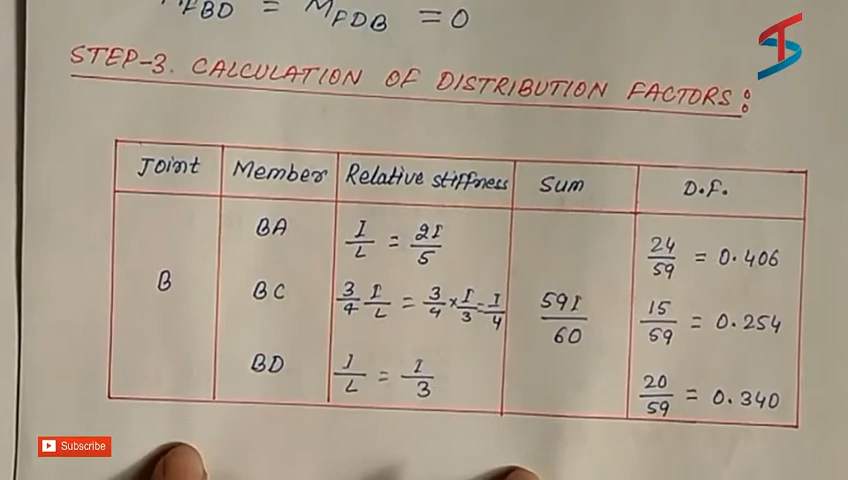 MFBD = MFDB = 0
STEP-3. CALCULATION OF DISTRIBUTION FACTORS:
Joint Member Relative stiffness Sum D.F.
BA I/L = 2I/5 24/59 = 0.406
B BC 3/4 I/L = 3/4 × I/3 = I/4 59I/60 15/59 = 0.254
BD I/L = I/3 20/59 = 0.340
Subscribe
TS